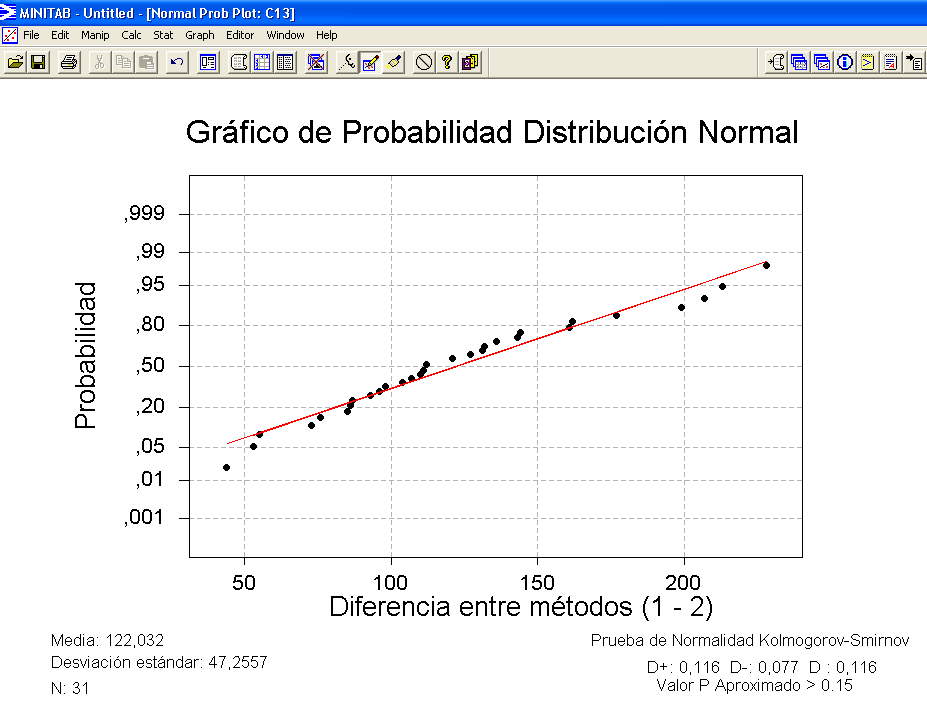 MINITAB - Untitled - [Normal Prob Plot: C13]
File Edit Manip Calc Stat Graph Editor Window Help
Gráfico de Probabilidad Distribución Normal
,999
,99
,95
,80
,50
,20
,05
,01
,001
Probabilidad
50 100 150 200
Diferencia entre métodos (1 - 2)
Media: 122,032
Desviación estándar: 47,2557
N: 31
Prueba de Normalidad Kolmogorov-Smirnov
D+: 0,116 D-: 0,077 D : 0,116
Valor P Aproximado > 0.15